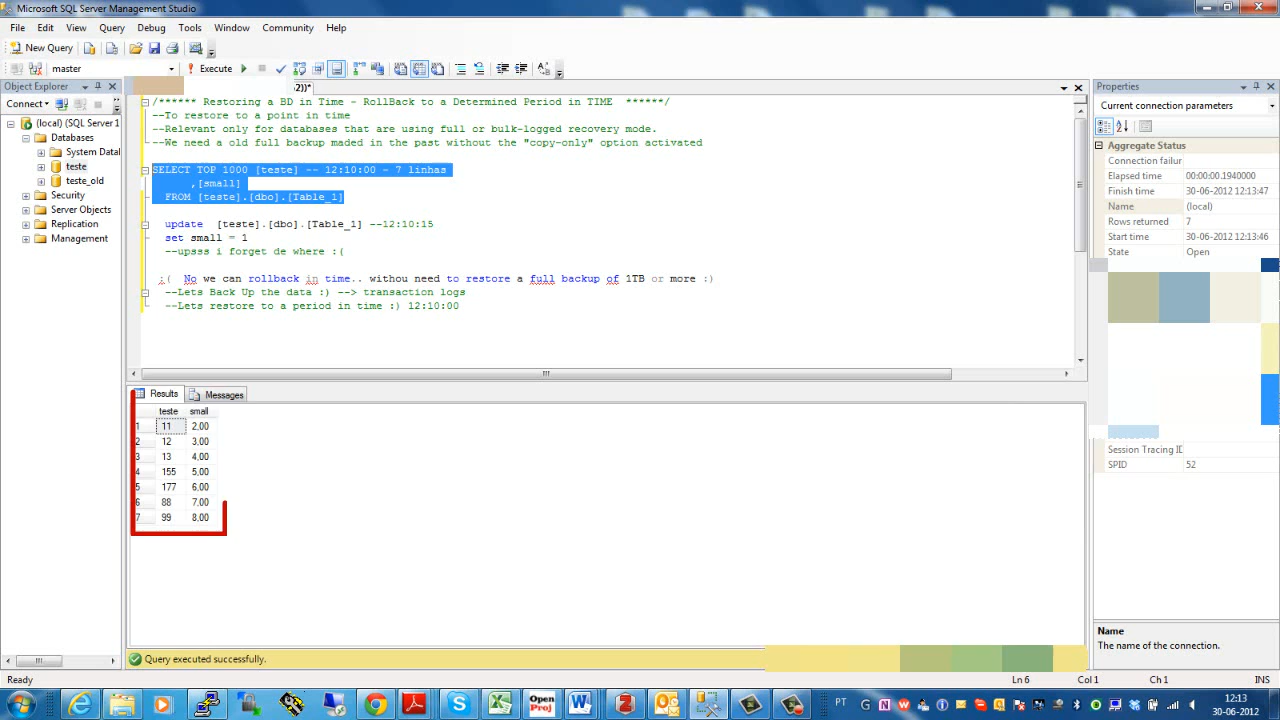 Microsoft SQL Server Management Studio
File Edit View Query Debug Tools Window Community Help
New Query
master
Execute
Object Explorer
Connect
(local) (SQL Server 1
Databases
System Datal
teste
teste_old
Security
Server Objects
Replication
Management
2))*
/****** Restoring a BD in Time - RollBack to a Determined Period in TIME ******/
--To restore to a point in time
--Relevant only for databases that are using full or bulk-logged recovery mode.
--We need a old full backup maded in the past without the "copy-only" option activated
SELECT TOP 1000 [teste] -- 12:10:00 - 7 linhas
,[small]
FROM [teste].[dbo].[Table_1]
update [teste].[dbo].[Table_1] --12:10:15
set small = 1
--upsss i forget de where :(
;( No we can rollback in time.. withou need to restore a full backup of 1TB or more :)
--Lets Back Up the data :) --> transaction logs
--Lets restore to a period in time :) 12:10:00
Results Messages
teste small
1 11 2,00
2 12 3,00
3 13 4,00
4 155 5,00
5 177 6,00
6 88 7,00
7 99 8,00
Query executed successfully.
Properties
Current connection parameters
Aggregate Status
Connection failur
Elapsed time 00:00:00.1940000
Finish time 30-06-2012 12:13:47
Name (local)
Rows returned 7
Start time 30-06-2012 12:13:46
State Open
Session Tracing ID
SPID 52
Name
The name of the connection.
Ready
Ln 6 Col 1 Ch 1 INS
Open
Proj
PT
12:13
30-06-2012